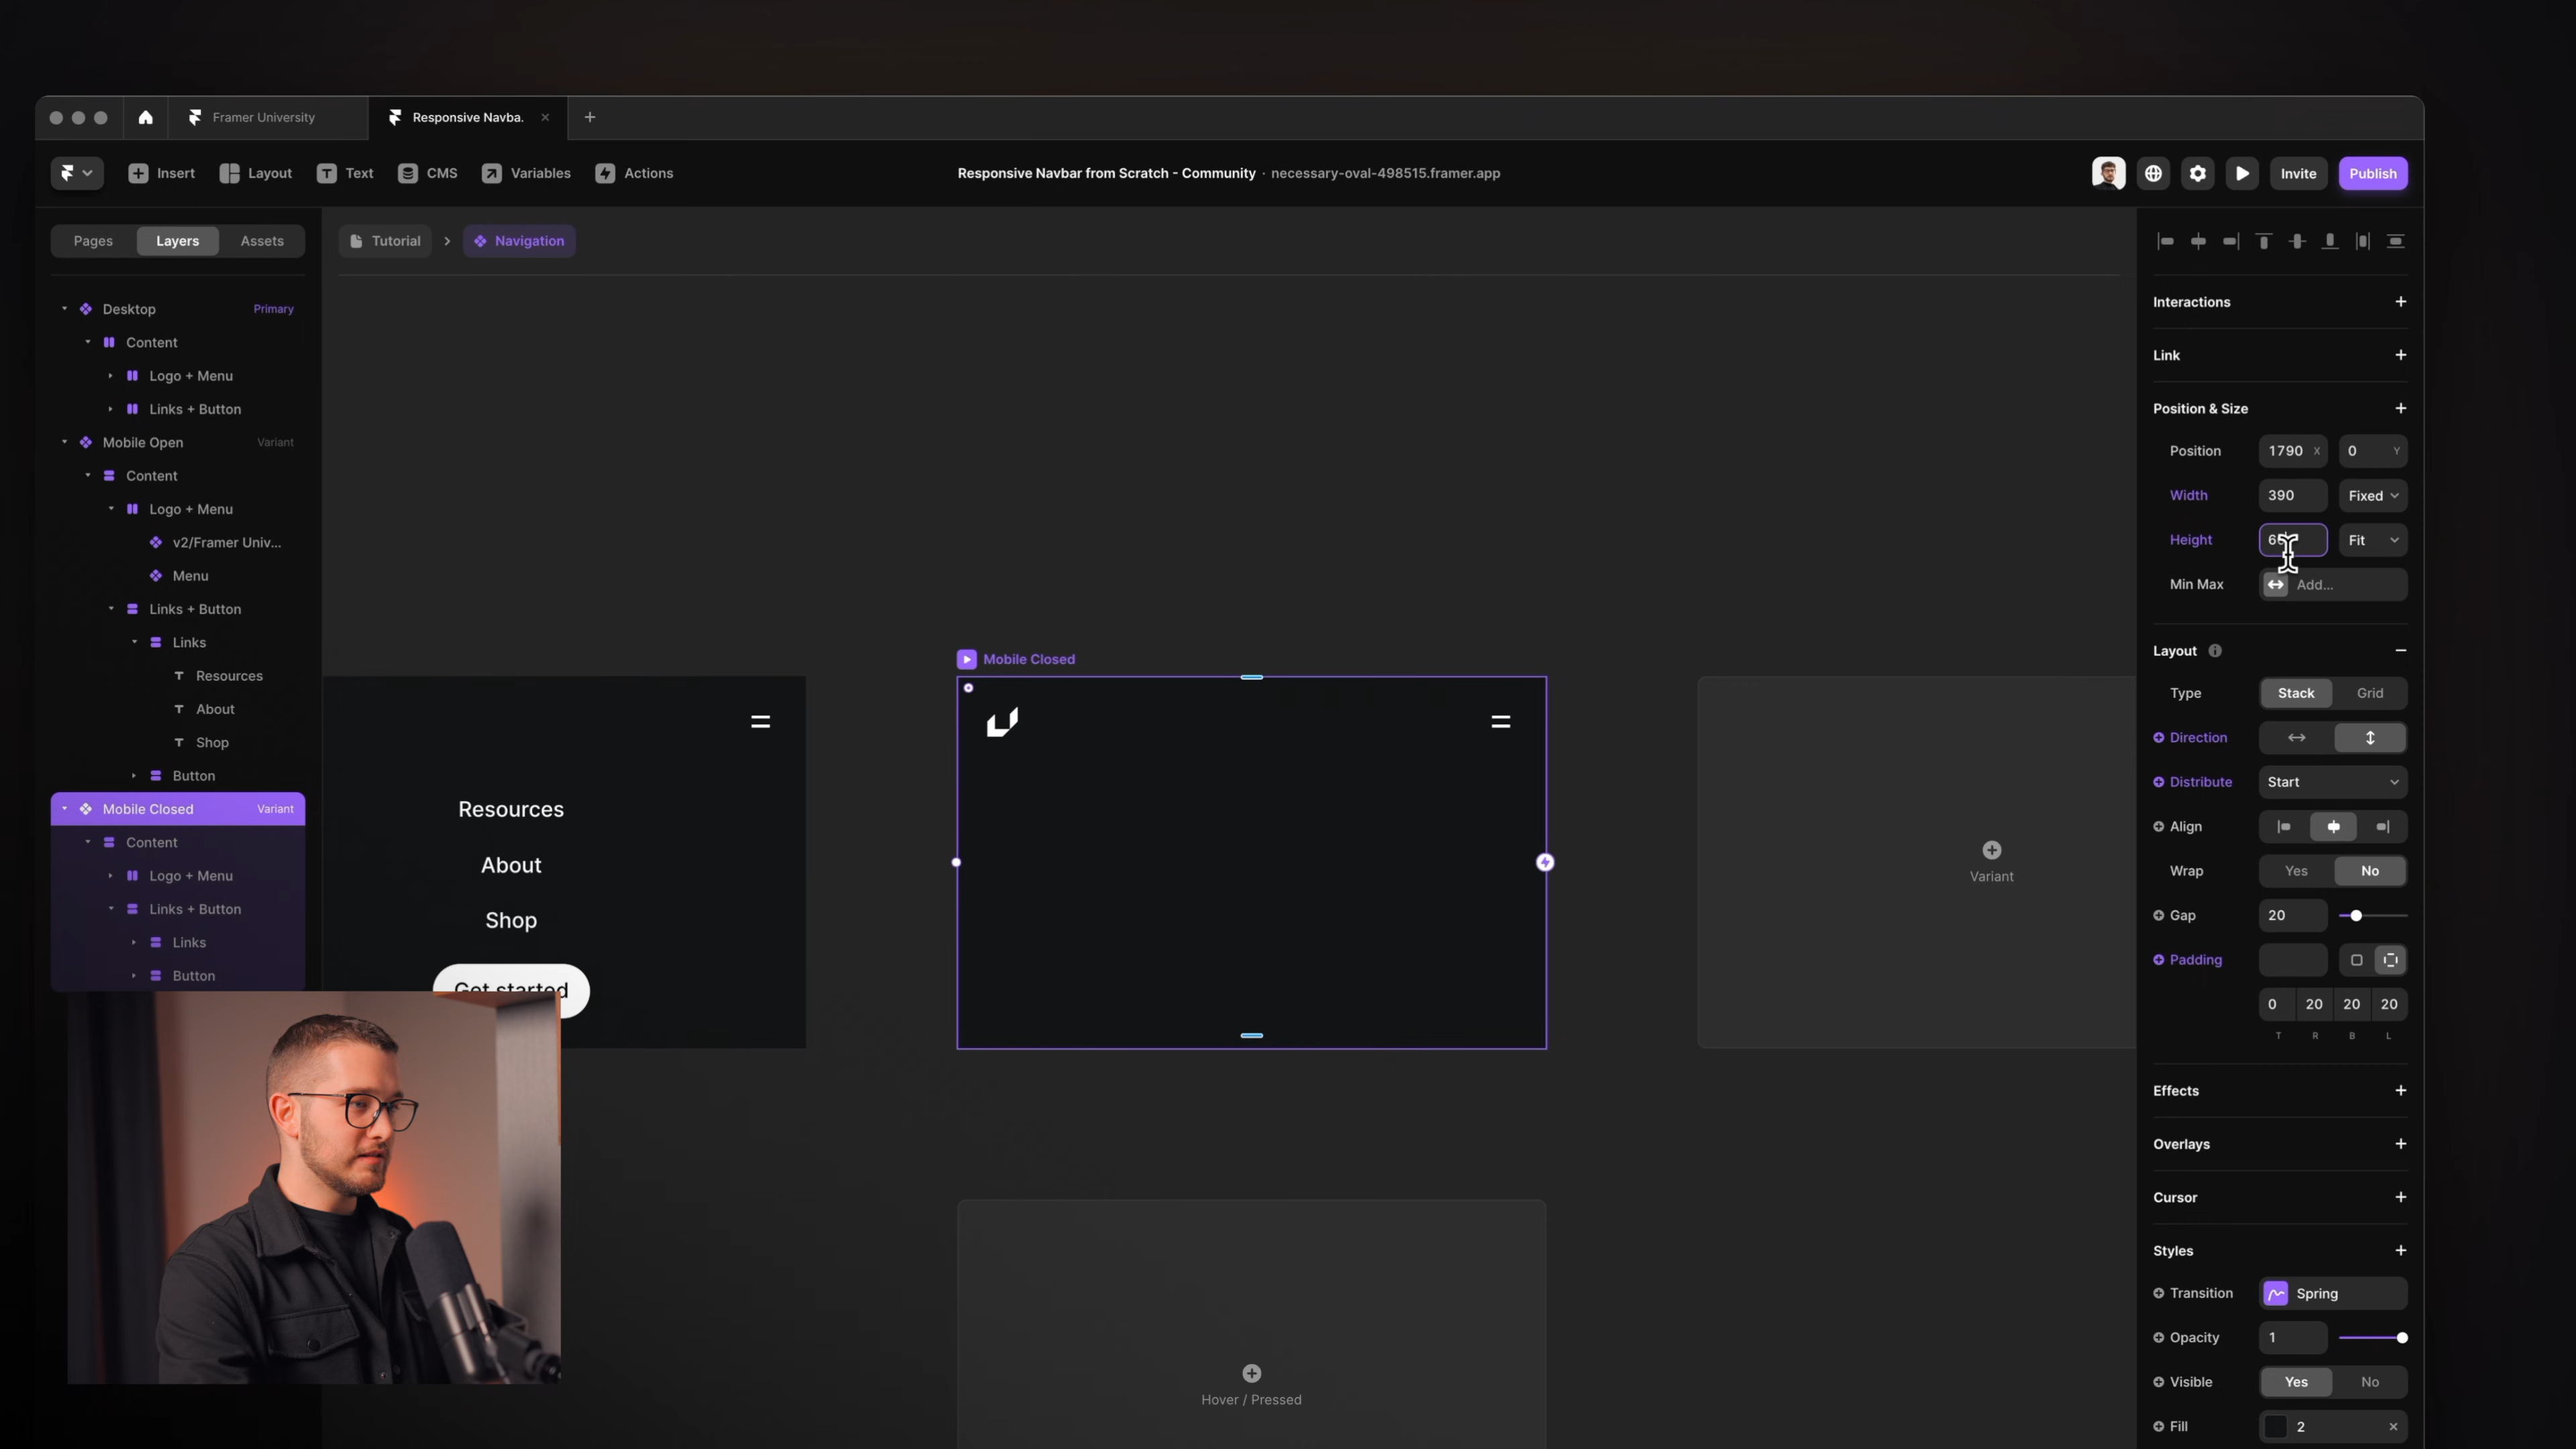 Framer University
Responsive Navba.
Insert
Layout
Text
CMS
Variables
Actions
Responsive Navbar from Scratch - Community · necessary-oval-498515.framer.app
Invite
Publish
Pages
Layers
Assets
Tutorial
Navigation
Desktop Primary
Content
Logo + Menu
Links + Button
Mobile Open Variant
Content
Logo + Menu
v2/Framer Univ...
Menu
Links + Button
Links
Resources
About
Shop
Button
Mobile Closed Variant
Content
Logo + Menu
Links + Button
Links
Button
Resources
About
Shop
Get started
Mobile Closed
Variant
Hover / Pressed
Interactions
Link
Position & Size
Position 1790 X 0 Y
Width 390 Fixed
Height Fit
Min Max Add...
Layout
Type Stack Grid
Direction
Distribute Start
Align
Wrap Yes No
Gap 20
Padding
0 20 20 20
T R B L
Effects
Overlays
Cursor
Styles
Transition Spring
Opacity 1
Visible Yes No
Fill 2